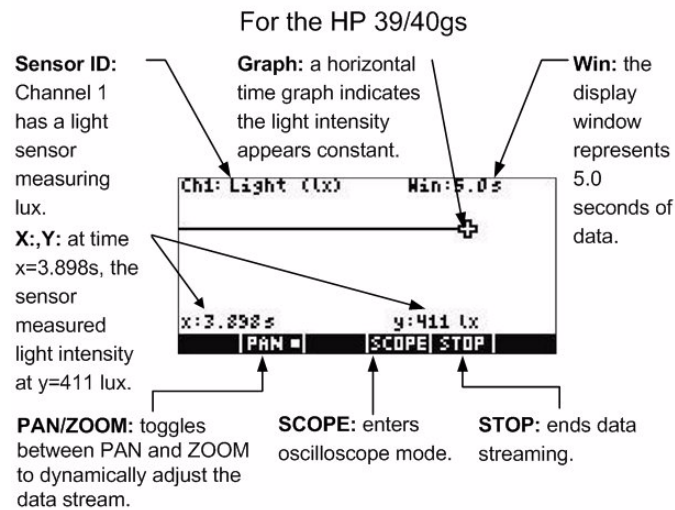 For the HP 39/40gs
Sensor ID:
Channel 1
has a light
sensor
measuring
lux.
X:,Y: at time
x=3.898s, the
sensor
measured
light intensity
at y=411 lux.
Graph: a horizontal
time graph indicates
the light intensity
appears constant.
Win: the
display
window
represents
5.0
seconds of
data.
Ch1: Light (lx) Win:5.0s
x:3.898s y:411 lx
PAN SCOPE STOP
PAN/ZOOM: toggles
between PAN and ZOOM
to dynamically adjust the
data stream.
SCOPE: enters
oscilloscope mode.
STOP: ends data
streaming.